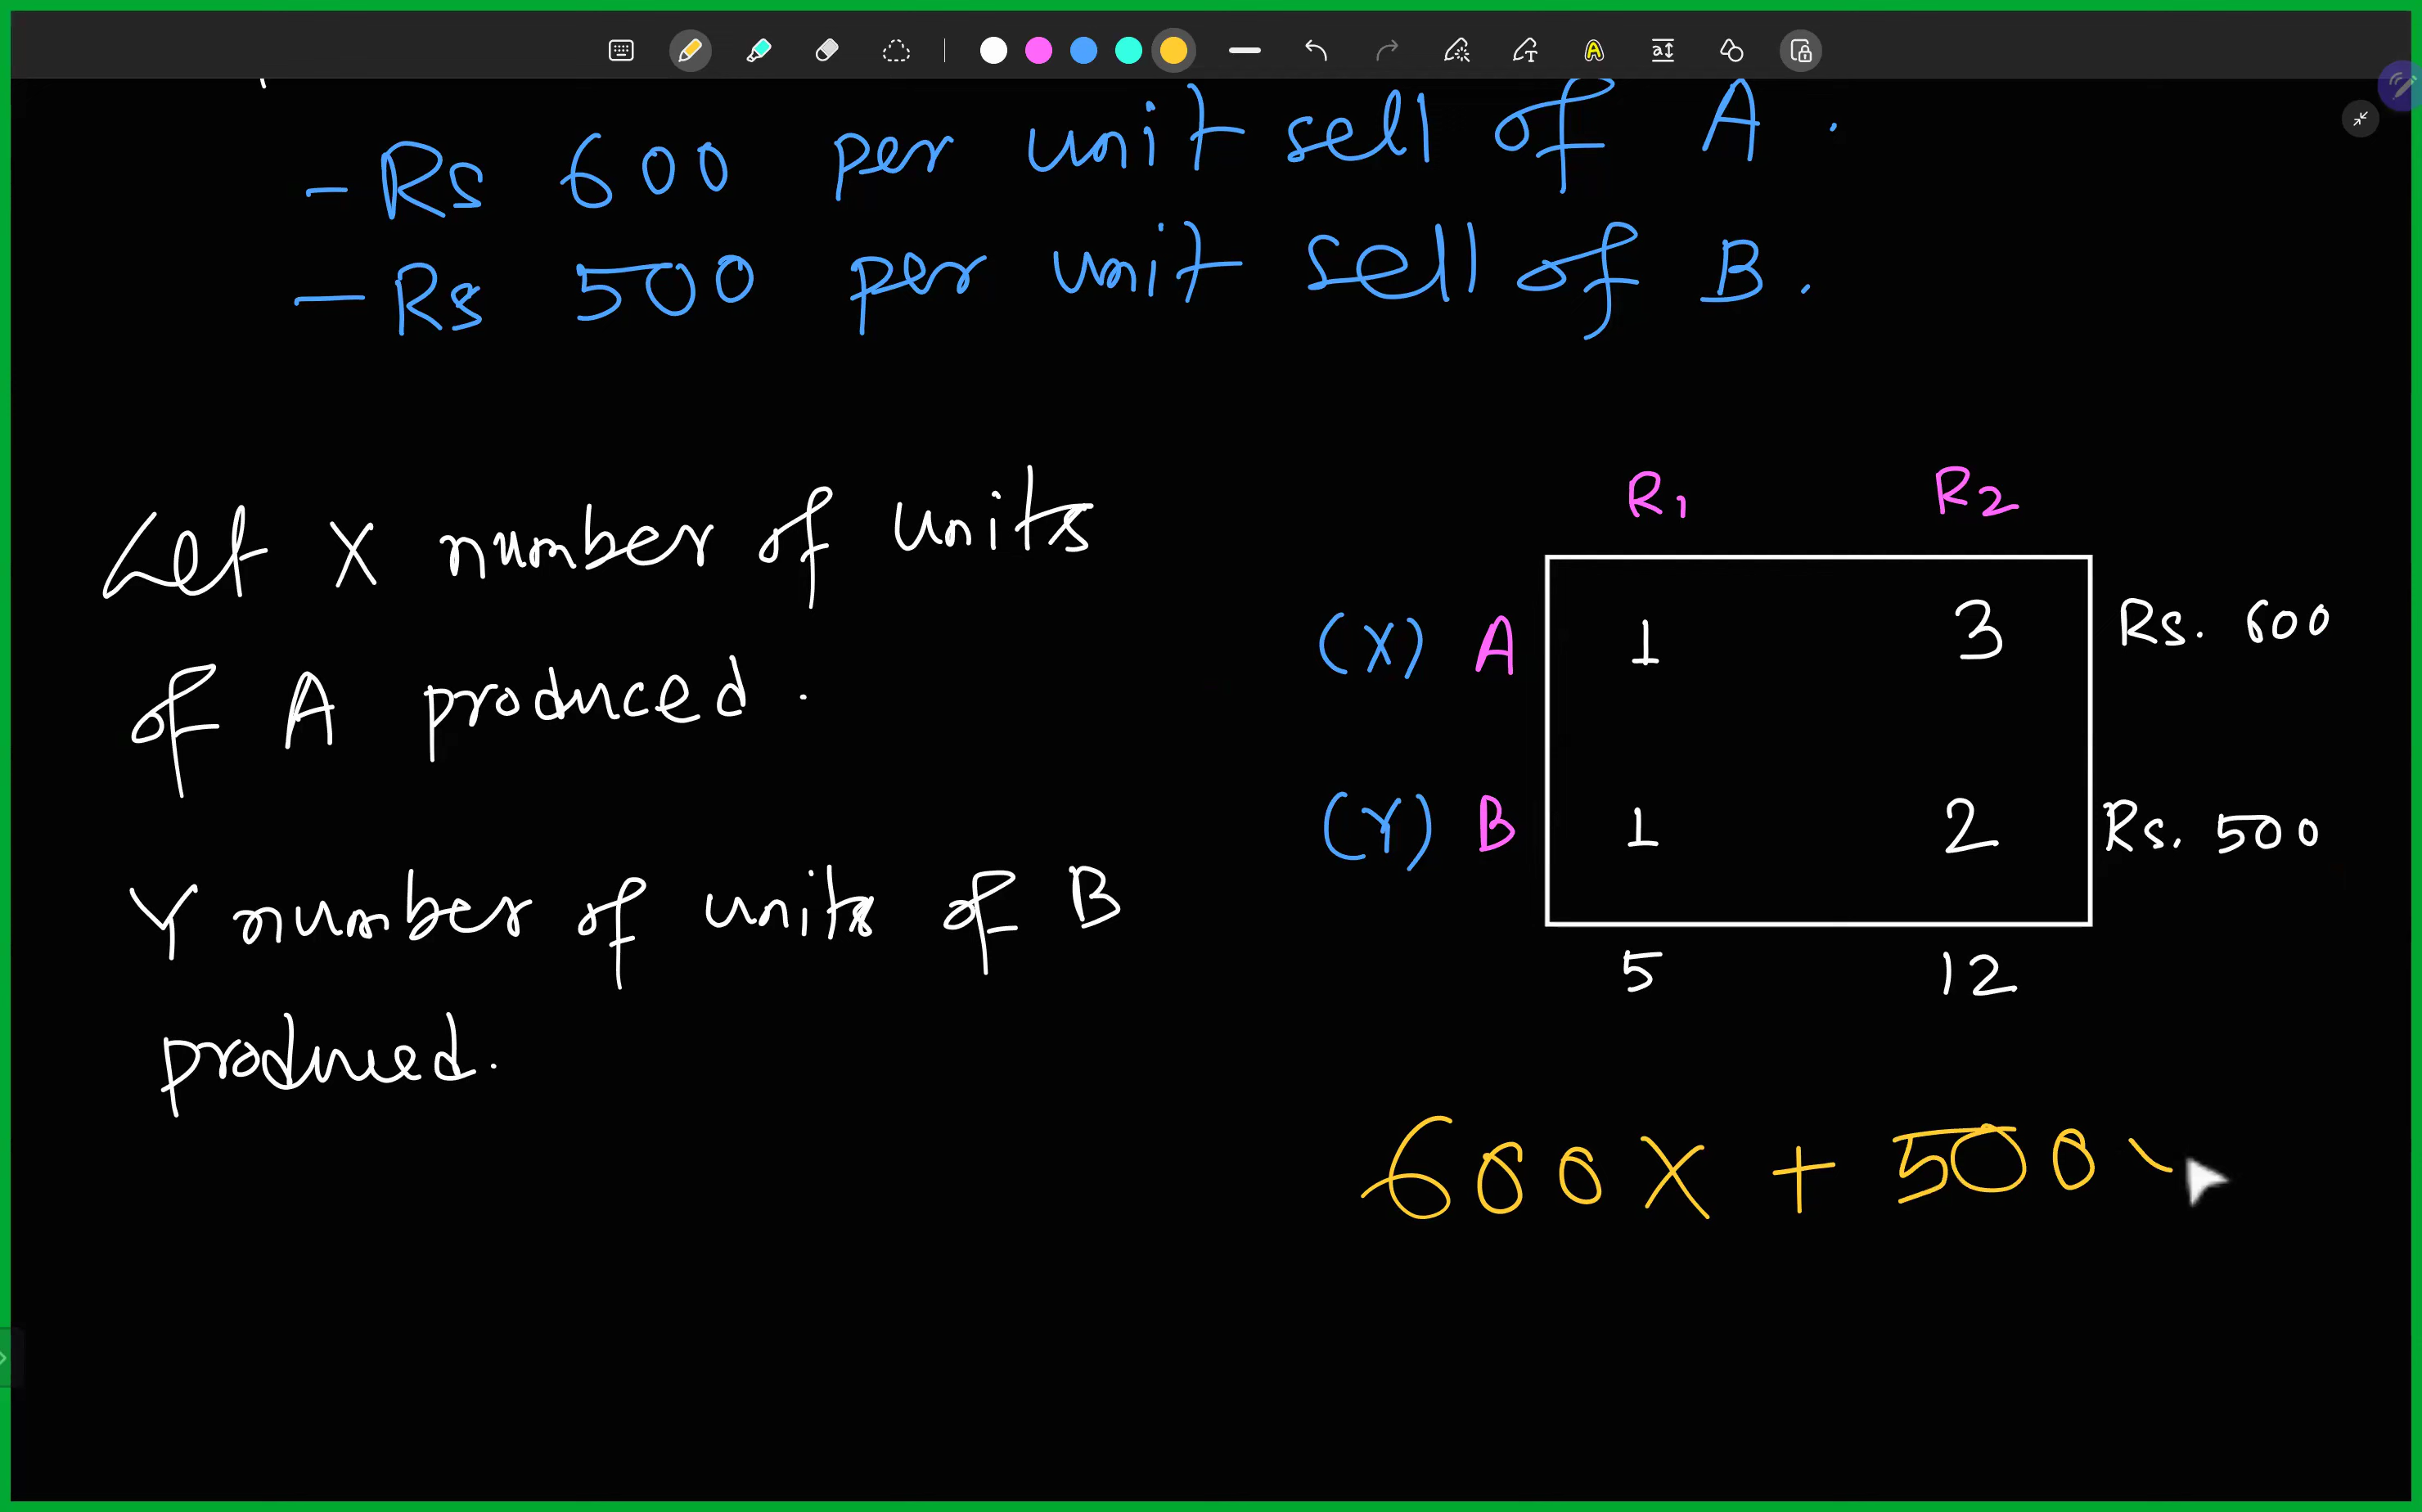 - Rs 600 per unit sell of A.
- Rs 500 per unit sell of B.
Let X number of units
of A produced.
Y number of units of B
produced.
R1 R2
(X) A 1 3 Rs. 600
(Y) B 1 2 Rs. 500
5 12
600X + 500